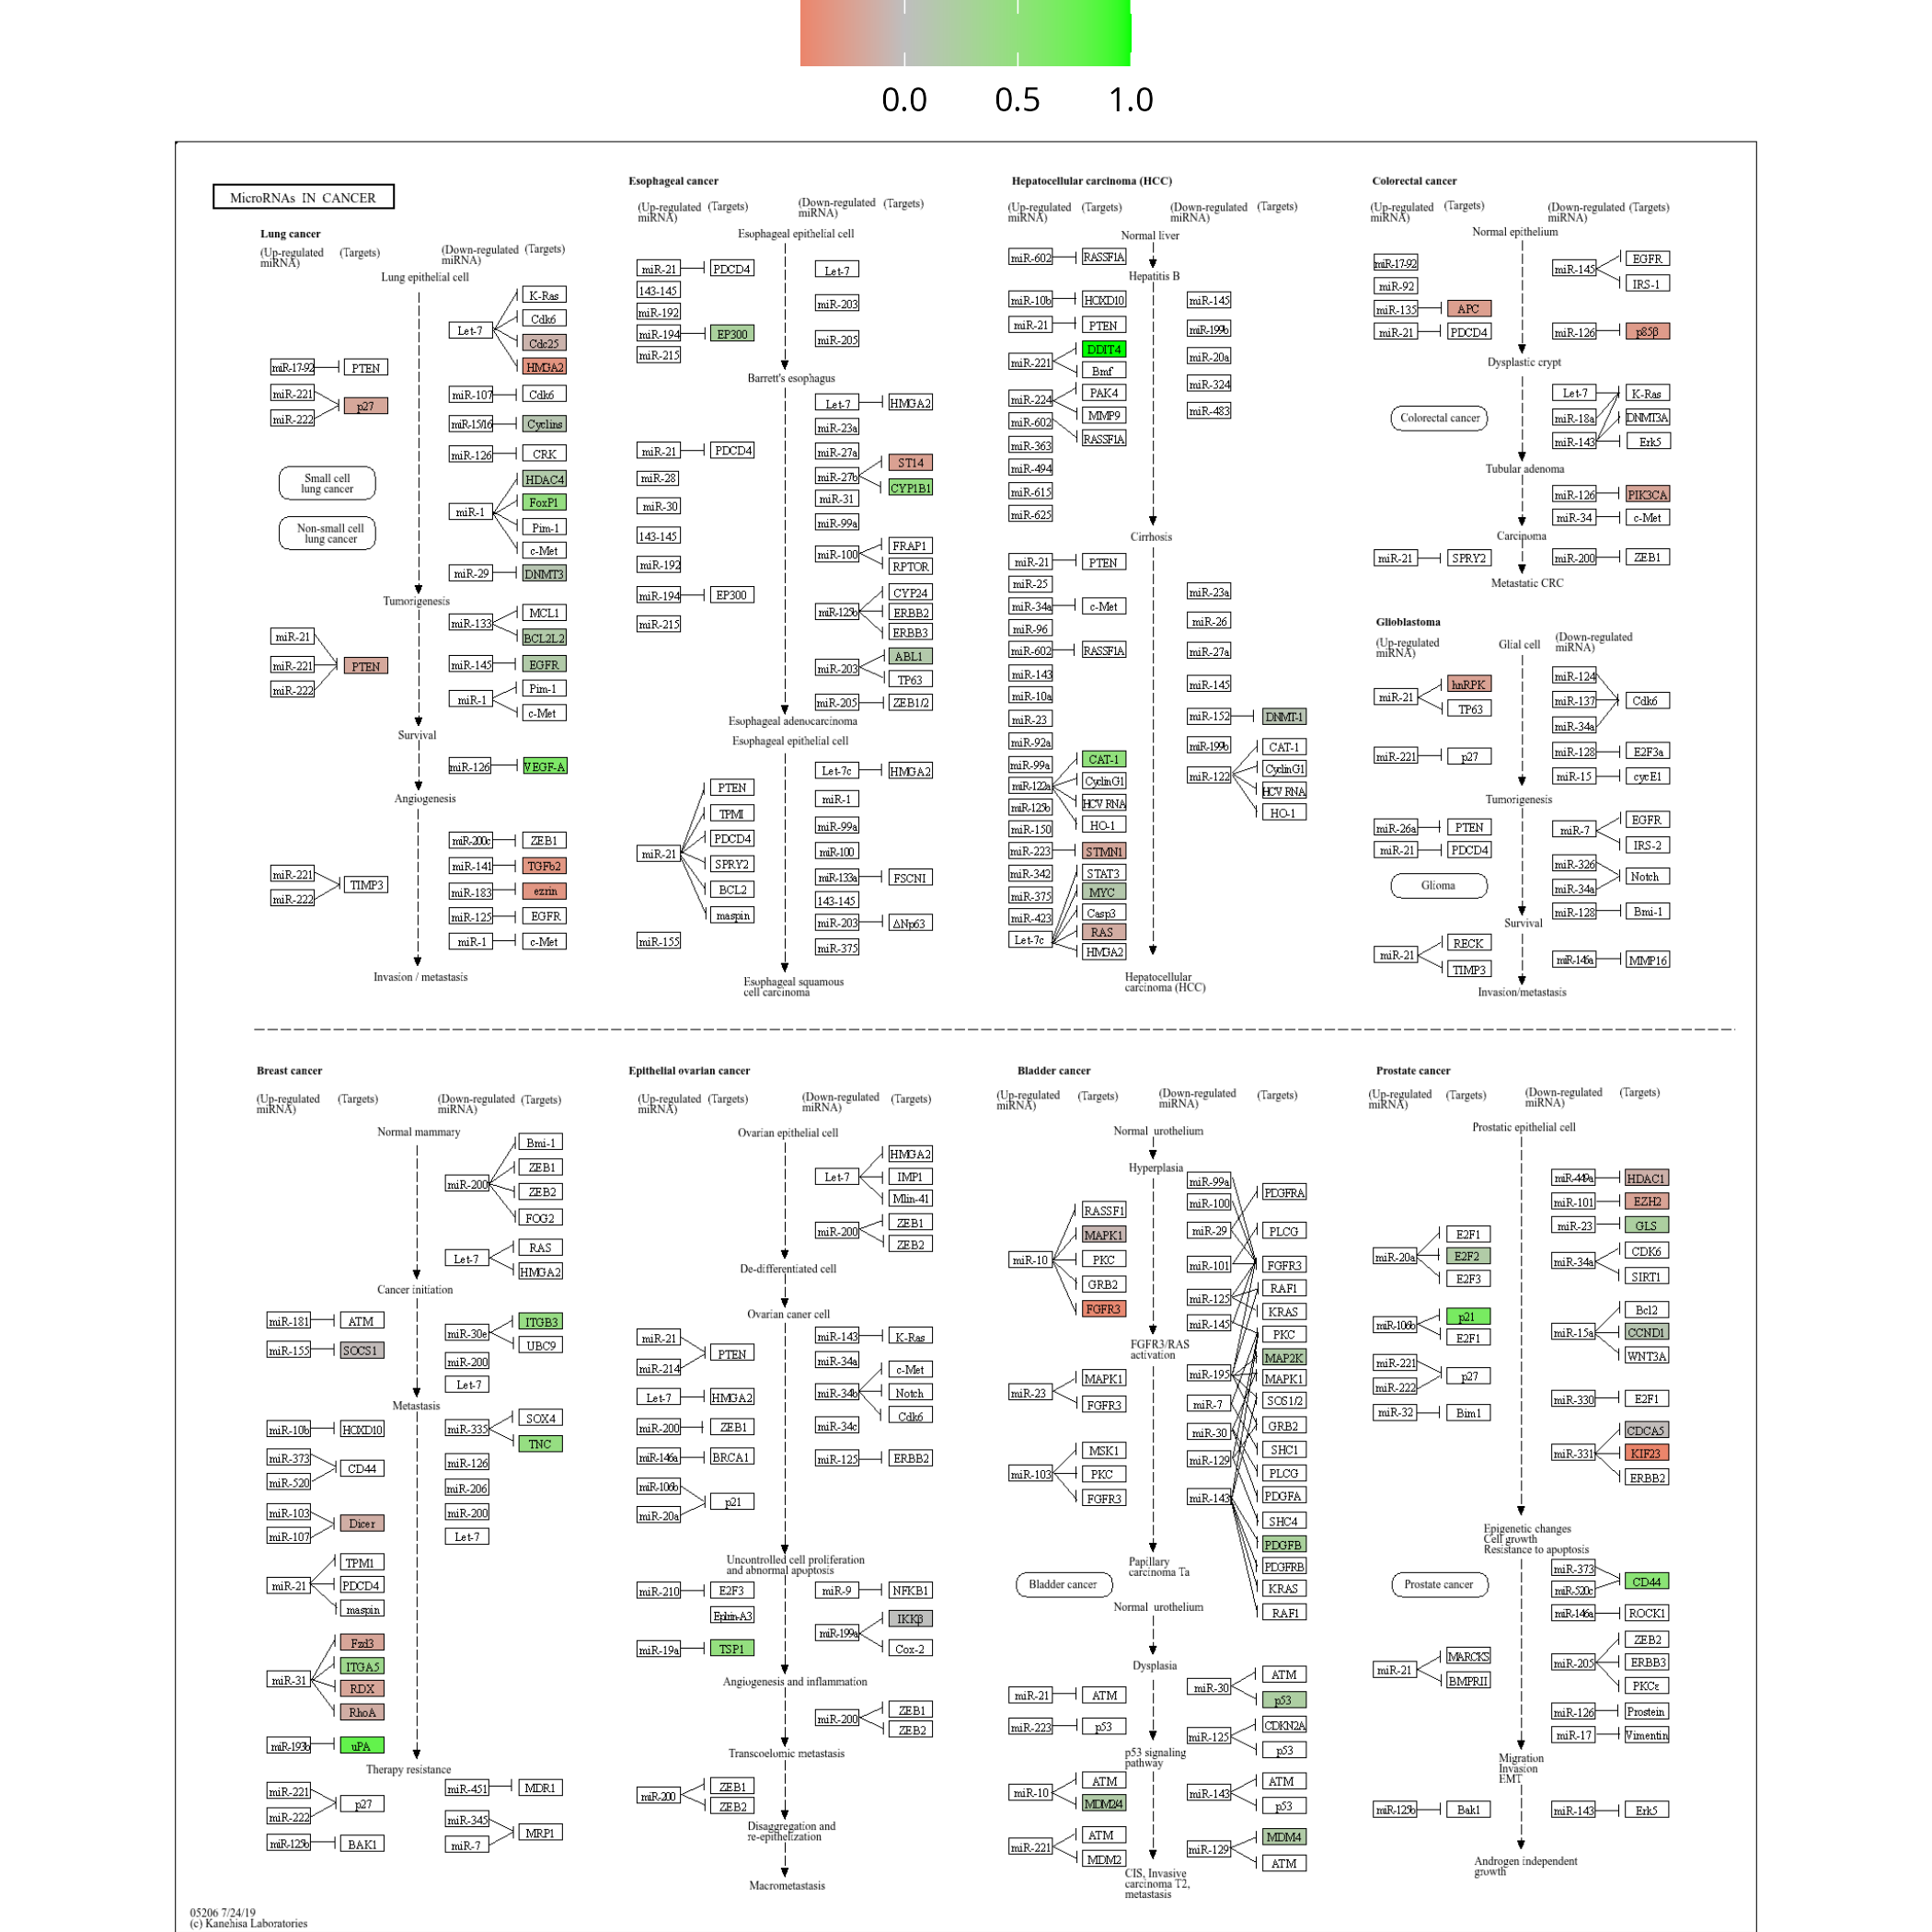 0.0 0.5 1.0
MicroRNAs IN CANCER
Lung cancer
(Up-regulated
miRNA)
(Targets)
(Down-regulated
miRNA)
(Targets)
Lung epithelial cell
Let-7
K-Ras
Cdk6
Cdc25
HMGA2
miR-17-92
PTEN
miR-221
miR-222
p27
miR-107
Cdk6
miR-15/16
Cyclins
miR-126
CRK
Small cell
lung cancer
Non-small cell
lung cancer
miR-1
HDAC4
FoxP1
Pim-1
c-Met
miR-29
DNMT3
Tumorigenesis
miR-133
MCL1
BCL2L2
miR-21
miR-221
miR-222
PTEN
miR-145
EGFR
miR-1
Pim-1
c-Met
Survival
miR-126
VEGF-A
Angiogenesis
miR-200c
ZEB1
miR-141
TGFb2
miR-221
miR-222
TIMP3
miR-183
ezrin
miR-125
EGFR
miR-1
c-Met
Invasion / metastasis
Esophageal cancer
(Up-regulated
miRNA)
(Targets)
(Down-regulated
miRNA)
(Targets)
Esophageal epithelial cell
miR-21
PDCD4
143-145
miR-192
miR-194
EP300
miR-215
Let-7
miR-203
miR-205
Barrett's esophagus
miR-21
PDCD4
miR-28
miR-30
143-145
miR-192
miR-194
EP300
miR-215
Let-7
HMGA2
miR-23a
miR-27a
miR-27b
ST14
CYP1B1
miR-31
miR-99a
miR-100
FRAP1
RPTOR
miR-125b
CYP24
ERBB2
ERBB3
miR-203
ABL1
TP63
miR-205
ZEB1/2
Esophageal adenocarcinoma
Esophageal epithelial cell
miR-21
PTEN
TPM1
PDCD4
SPRY2
BCL2
maspin
miR-155
Let-7c
HMGA2
miR-1
miR-99a
miR-100
miR-133a
FSCN1
143-145
miR-203
ΔNp63
miR-375
Esophageal squamous
cell carcinoma
Hepatocellular carcinoma (HCC)
(Up-regulated
miRNA)
(Targets)
(Down-regulated
miRNA)
(Targets)
Normal liver
miR-602
RASSF1A
Hepatitis B
miR-10b
HOXD10
miR-21
PTEN
miR-221
DDIT4
Bmf
miR-224
PAK4
MMP9
miR-602
RASSF1A
miR-363
miR-494
miR-615
miR-625
miR-145
miR-199b
miR-20a
miR-324
miR-483
Cirrhosis
miR-21
PTEN
miR-25
miR-34a
c-Met
miR-96
miR-602
RASSF1A
miR-143
miR-10a
miR-23
miR-92a
miR-99a
miR-122a
CAT-1
CyclinG1
HCV RNA
HO-1
miR-125b
miR-150
miR-223
STMN1
miR-342
miR-375
miR-423
Let-7c
STAT3
MYC
Casp3
RAS
HMGA2
miR-23a
miR-26
miR-27a
miR-145
miR-152
DNMT-1
miR-199b
miR-122
CAT-1
CyclinG1
HCV RNA
HO-1
Hepatocellular
carcinoma (HCC)
Colorectal cancer
(Up-regulated
miRNA)
(Targets)
(Down-regulated
miRNA)
(Targets)
Normal epithelium
miR-17-92
miR-92
miR-135
APC
miR-21
PDCD4
miR-145
EGFR
IRS-1
miR-126
p85β
Dysplastic crypt
Colorectal cancer
Let-7
miR-18a
miR-143
K-Ras
DNMT3A
Erk5
Tubular adenoma
miR-126
PIK3CA
miR-34
c-Met
Carcinoma
miR-21
SPRY2
miR-200
ZEB1
Metastatic CRC
Glioblastoma
(Up-regulated
miRNA)
Glial cell
(Down-regulated
miRNA)
miR-21
hnRPK
TP63
miR-124
miR-137
miR-34a
Cdk6
miR-221
p27
miR-128
E2F3a
miR-15
cycE1
Tumorigenesis
miR-26a
PTEN
miR-21
PDCD4
Glioma
miR-7
EGFR
IRS-2
miR-326
miR-34a
Notch
miR-128
Bmi-1
Survival
miR-21
RECK
TIMP3
miR-146a
MMP16
Invasion/metastasis
Breast cancer
(Up-regulated
miRNA)
(Targets)
(Down-regulated
miRNA)
(Targets)
Normal mammary
miR-200
Bmi-1
ZEB1
ZEB2
FOG2
Let-7
RAS
HMGA2
Cancer initiation
miR-181
ATM
miR-155
SOCS1
miR-30e
ITGB3
UBC9
miR-200
Let-7
Metastasis
miR-10b
HOXD10
miR-373
miR-520
CD44
miR-103
miR-107
Dicer
miR-21
TPM1
PDCD4
maspin
miR-31
Fzd3
ITGA5
RDX
RhoA
miR-193b
uPA
miR-335
SOX4
TNC
miR-126
miR-206
miR-200
Let-7
Therapy resistance
miR-221
miR-222
p27
miR-125b
BAK1
miR-451
MDR1
miR-345
miR-7
MRP1
Epithelial ovarian cancer
(Up-regulated
miRNA)
(Targets)
(Down-regulated
miRNA)
(Targets)
Ovarian epithelial cell
Let-7
HMGA2
IMP1
Mlin-41
miR-200
ZEB1
ZEB2
De-differentiated cell
Ovarian caner cell
miR-21
miR-214
PTEN
Let-7
HMGA2
miR-200
ZEB1
miR-146a
BRCA1
miR-106b
miR-20a
p21
miR-143
K-Ras
miR-34a
miR-34b
c-Met
Notch
Cdk6
miR-34c
miR-125
ERBB2
Uncontrolled cell proliferation
and abnormal apoptosis
miR-210
E2F3
Ephrin-A3
miR-19a
TSP1
miR-9
NFKB1
miR-199a
IKKβ
Cox-2
Angiogenesis and inflammation
miR-200
ZEB1
ZEB2
Transcoelomic metastasis
miR-200
ZEB1
ZEB2
Disaggregation and
re-epithelization
Macrometastasis
Bladder cancer
(Up-regulated
miRNA)
(Targets)
(Down-regulated
miRNA)
(Targets)
Normal urothelium
Hyperplasia
miR-10
RASSF1
MAPK1
PKC
GRB2
FGFR3
FGFR3/RAS
activation
miR-23
MAPK1
FGFR3
miR-103
MSK1
PKC
FGFR3
miR-99a
miR-100
miR-29
miR-101
miR-125
miR-145
miR-195
miR-7
miR-30
miR-129
miR-143
PDGFRA
PLCG
FGFR3
RAF1
KRAS
PKC
MAP2K
MAPK1
SOS1/2
GRB2
SHC1
PLCG
PDGFA
SHC4
PDGFB
PDGFRB
KRAS
RAF1
Papillary
carcinoma Ta
Bladder cancer
Normal urothelium
Dysplasia
miR-21
ATM
miR-223
p53
miR-30
ATM
p53
miR-125
CDKN2A
p53
p53 signaling
pathway
miR-10
ATM
MDM2/4
miR-221
ATM
MDM2
miR-143
ATM
p53
miR-129
MDM4
ATM
CIS, Invasive
carcinoma T2,
metastasis
Prostate cancer
(Up-regulated
miRNA)
(Targets)
(Down-regulated
miRNA)
(Targets)
Prostatic epithelial cell
miR-20a
E2F1
E2F2
E2F3
miR-106b
p21
E2F1
miR-221
miR-222
p27
miR-32
Bim1
miR-449a
HDAC1
miR-101
EZH2
miR-23
GLS
miR-34a
CDK6
SIRT1
miR-15a
Bcl2
CCND1
WNT3A
miR-330
E2F1
miR-331
CDCA5
KIF23
ERBB2
Epigenetic changes
Cell growth
Resistance to apoptosis
Prostate cancer
miR-21
MARCKS
BMPRII
miR-373
miR-520c
CD44
miR-146a
ROCK1
miR-205
ZEB2
ERBB3
PKCε
miR-126
Prostein
miR-17
Vimentin
Migration
Invasion
EMT
miR-125b
Bak1
miR-143
Erk5
Androgen independent
growth
05206 7/24/19
(c) Kanehisa Laboratories